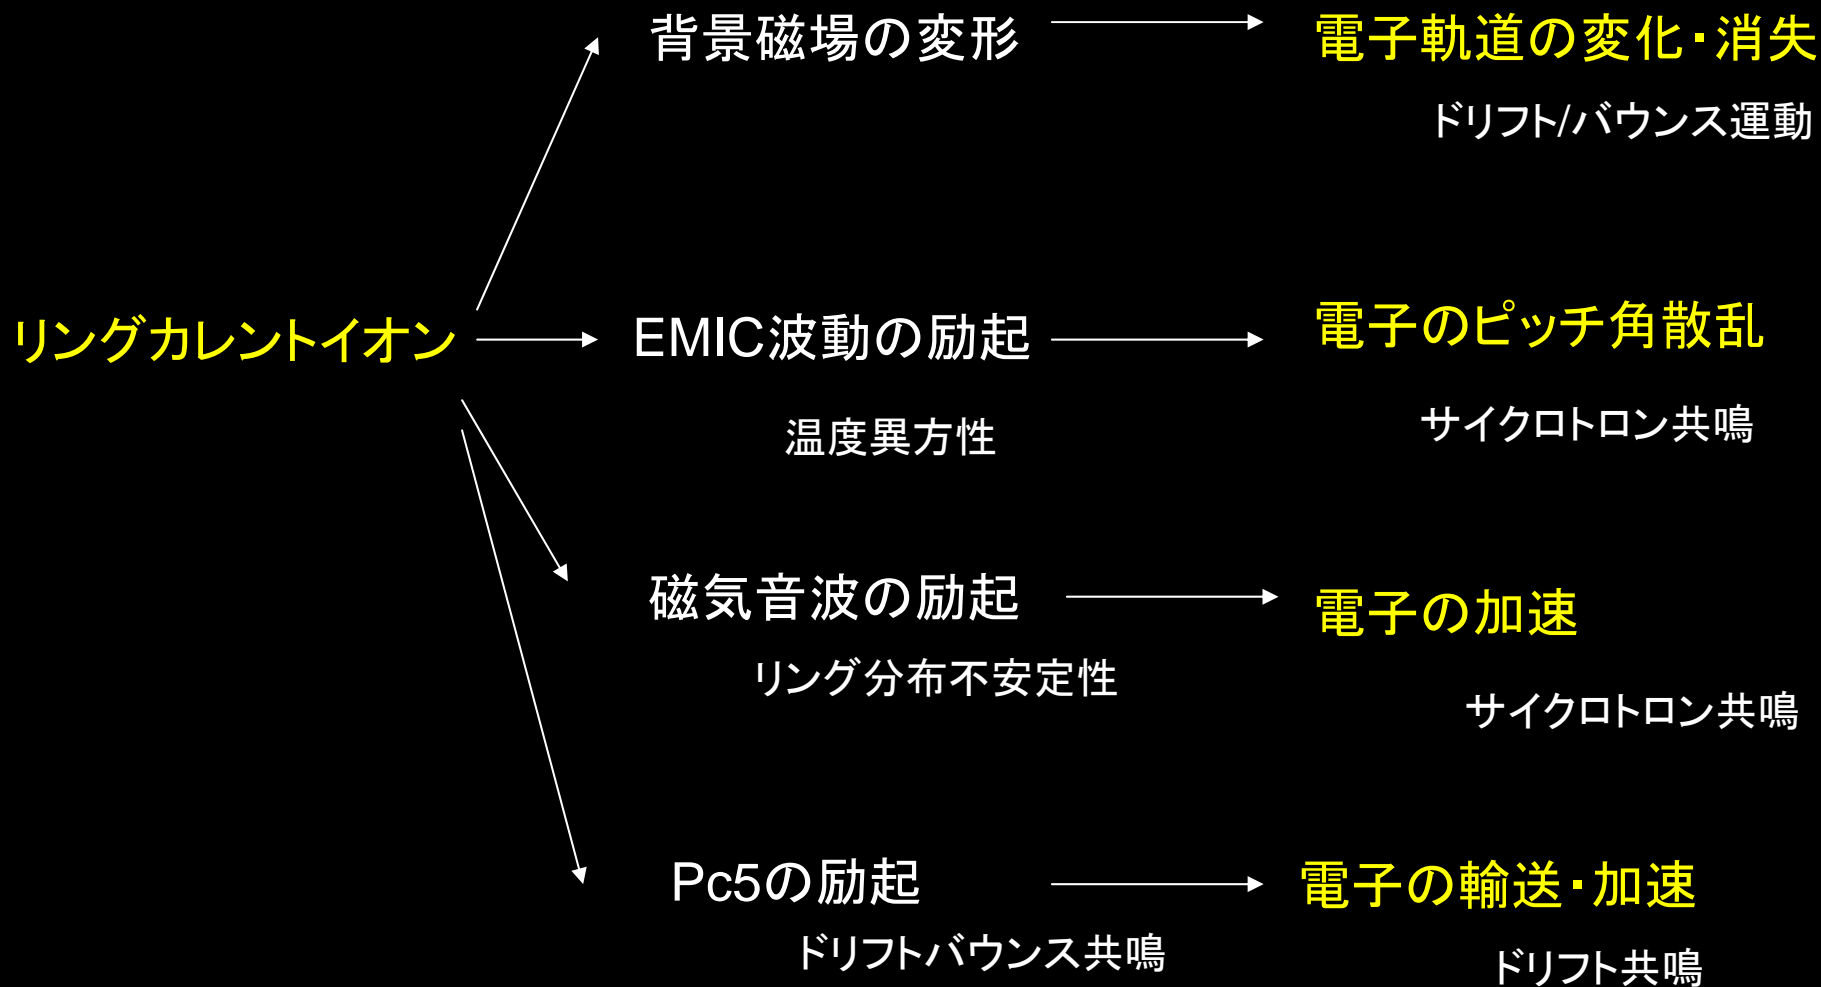 背景磁場の変形
電子軌道の変化・消失
ドリフト/バウンス運動
リングカレントイオン
EMIC波動の励起
電子のピッチ角散乱
温度異方性
サイクロトロン共鳴
磁気音波の励起
電子の加速
リング分布不安定性
サイクロトロン共鳴
Pc5の励起
電子の輸送・加速
ドリフトバウンス共鳴
ドリフト共鳴